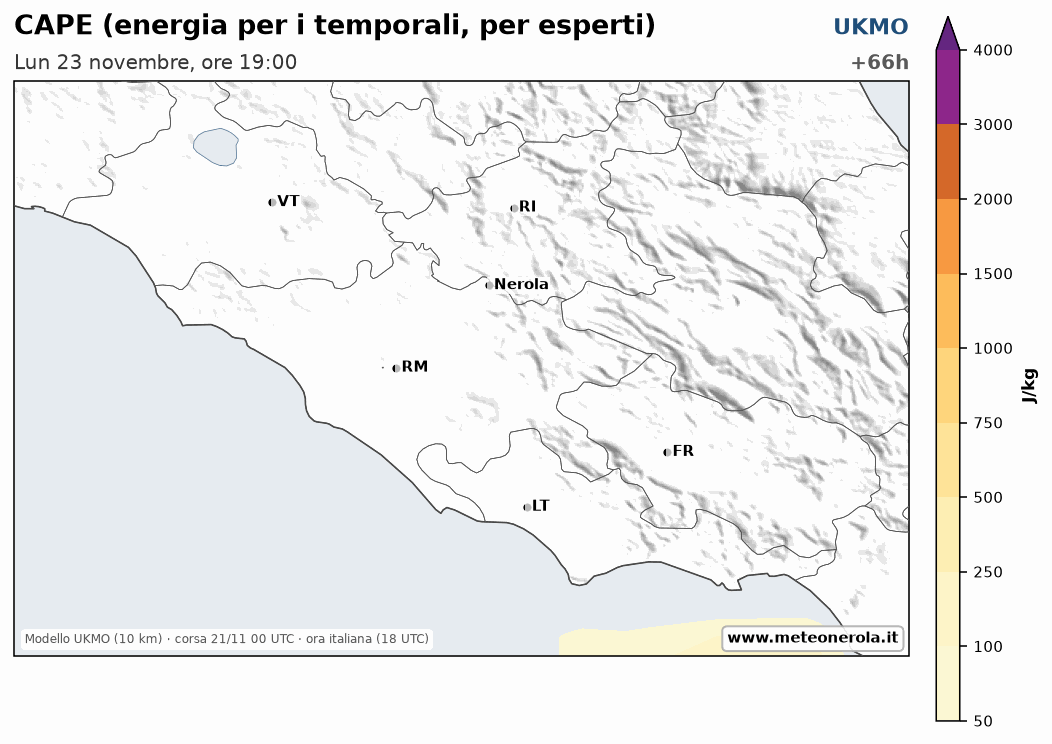 CAPE (energia per i temporali, per esperti)
UKMO
Lun 23 novembre, ore 19:00
+66h
4000
3000
2000
1500
1000
750
500
250
100
50
J/kg
VT
RI
Nerola
RM
FR
LT
Modello UKMO (10 km) · corsa 21/11 00 UTC · ora italiana (18 UTC)
www.meteonerola.it